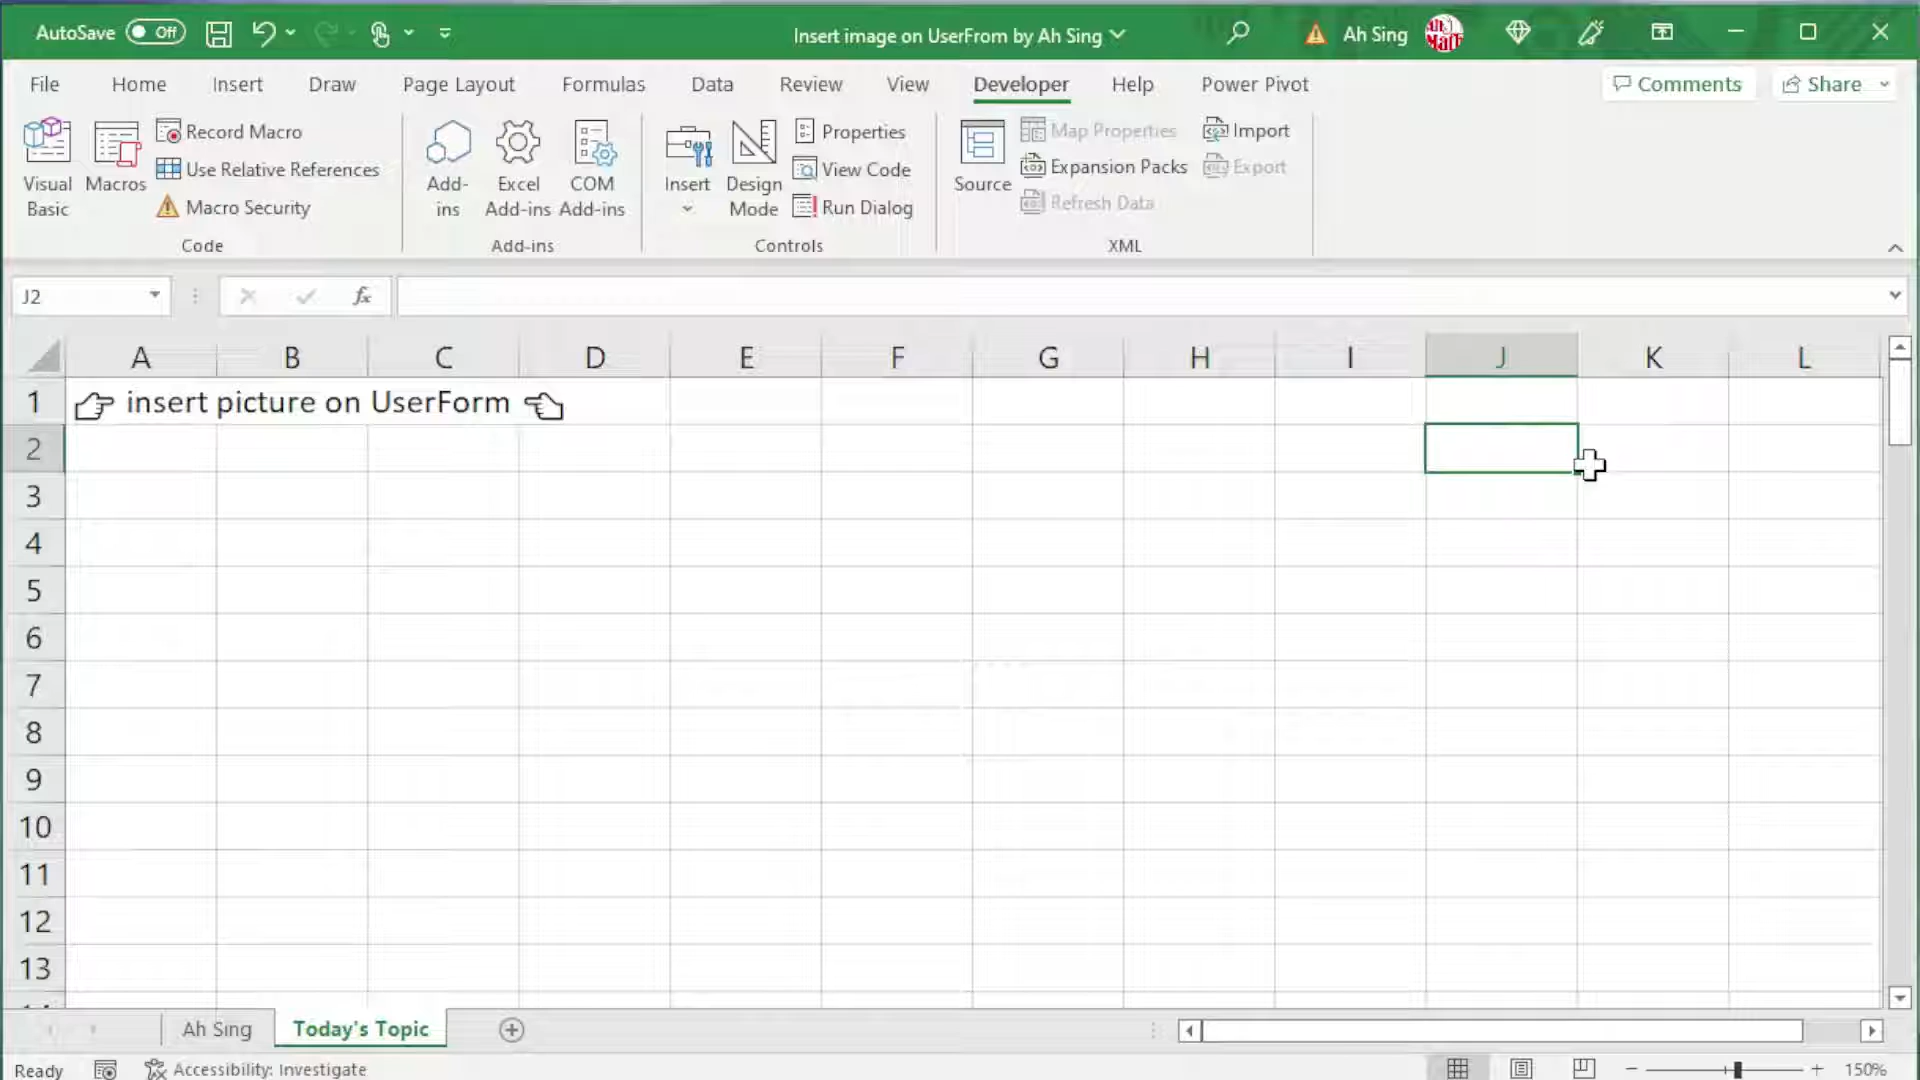 AutoSave Off
Insert image on UserFrom by Ah Sing
Ah Sing
File Home Insert Draw Page Layout Formulas Data Review View Developer Help Power Pivot
Comments Share
Visual Basic
Macros
Record Macro
Use Relative References
Macro Security
Code
Add-ins
Excel Add-ins
COM Add-ins
Add-ins
Insert
Design Mode
Properties
View Code
Run Dialog
Controls
Source
Map Properties
Expansion Packs
Refresh Data
Import
Export
XML
J2
fx
A B C D E F G H I J K L
1 insert picture on UserForm
2
3
4
5
6
7
8
9
10
11
12
13
Ah Sing Today's Topic
Ready Accessibility: Investigate 150%